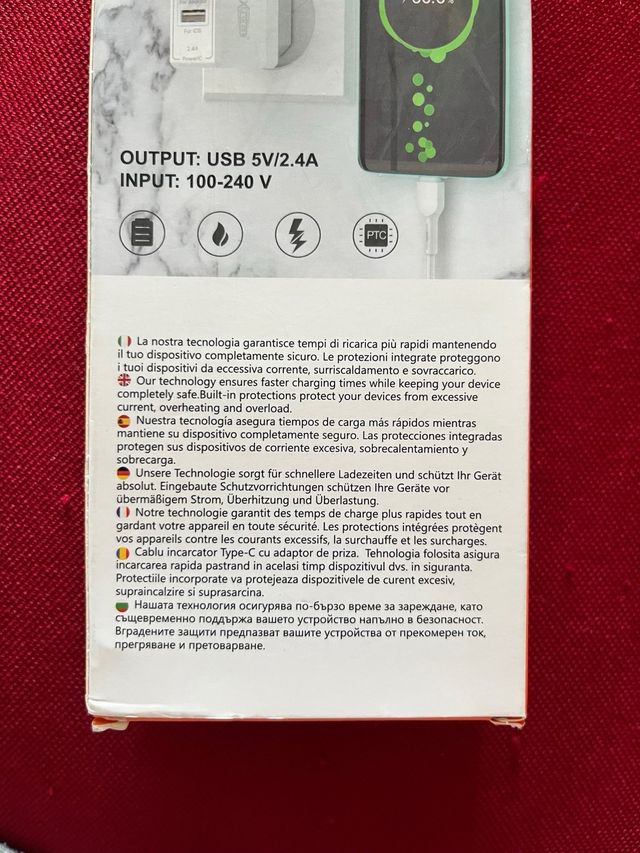 For iOS
2.4A
PowerIC
OUTPUT: USB 5V/2.4A
INPUT: 100-240 V
PTC
La nostra tecnologia garantisce tempi di ricarica più rapidi mantenendo
il tuo dispositivo completamente sicuro. Le protezioni integrate proteggono
i tuoi dispositivi da eccessiva corrente, surriscaldamento e sovraccarico.
Our technology ensures faster charging times while keeping your device
completely safe.Built-in protections protect your devices from excessive
current, overheating and overload.
Nuestra tecnología asegura tiempos de carga más rápidos mientras
mantiene su dispositivo completamente seguro. Las protecciones integradas
protegen sus dispositivos de corriente excesiva, sobrecalentamiento y
sobrecarga.
Unsere Technologie sorgt für schnellere Ladezeiten und schützt Ihr Gerät
absolut. Eingebaute Schutzvorrichtungen schützen Ihre Geräte vor
übermäßigem Strom, Überhitzung und Überlastung.
Notre technologie garantit des temps de charge plus rapides tout en
gardant votre appareil en toute sécurité. Les protections intégrées protègent
vos appareils contre les courants excessifs, la surchauffe et les surcharges.
Cablu incarcator Type-C cu adaptor de priza. Tehnologia folosita asigura
incarcarea rapida pastrand in acelasi timp dispozitivul dvs. in siguranta.
Protectiile incorporate va protejeaza dispozitivele de curent excesiv,
supraincalzire si suprasarcina.
Нашата технология осигурява по-бързо време за зареждане, като
същевременно поддържа вашето устройство напълно в безопасност.
Вградените защити предпазват вашите устройства от прекомерен ток,
прегряване и претоварване.